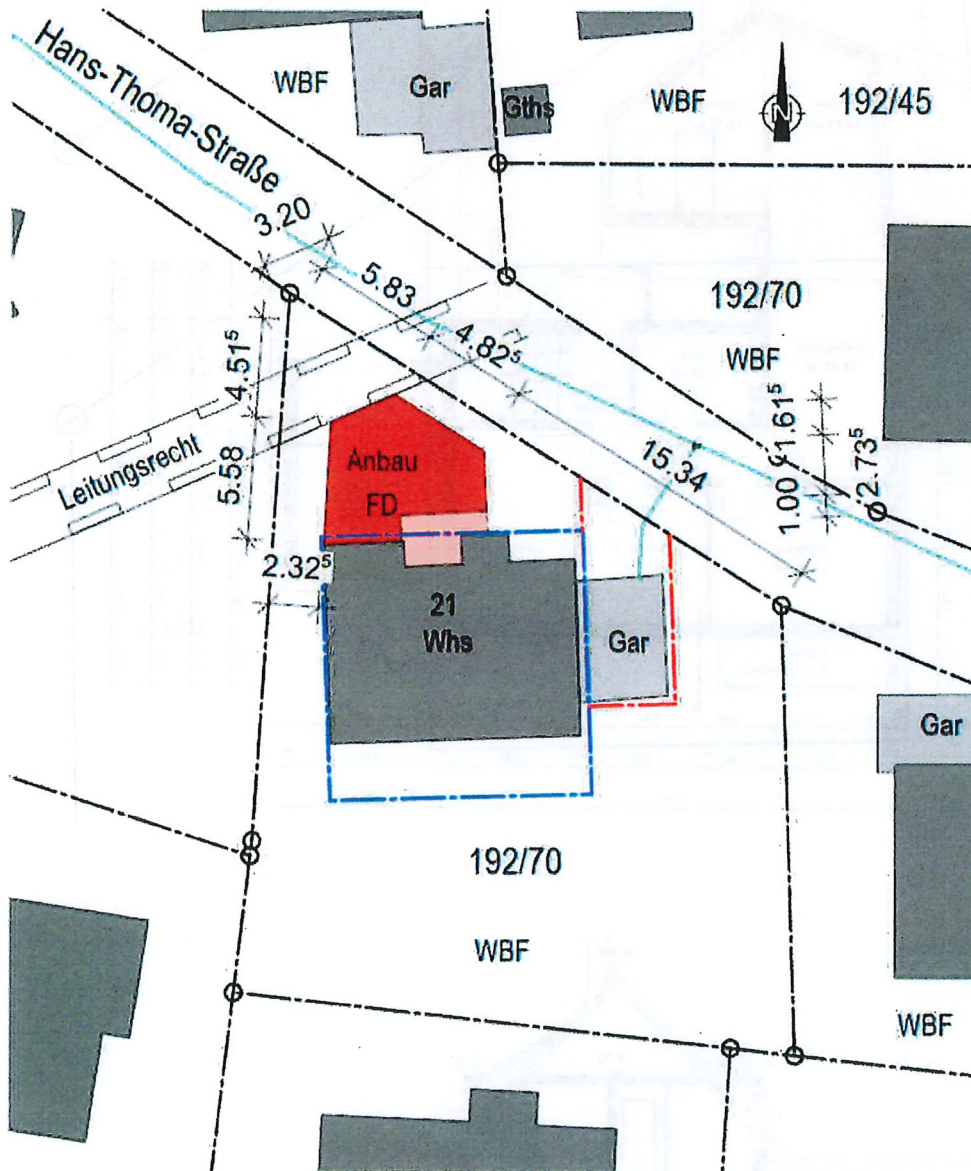 Hans-Thoma-Straße
WBF
Gar
Gths
WBF
N
192/45
3.20
5.83
4.82⁵
192/70
WBF
4.51⁵
5.58
Leitungsrecht
Anbau
FD
15.34
1.00
1.61⁵
2.73⁵
2.32⁵
21
Whs
Gar
Gar
192/70
WBF
WBF